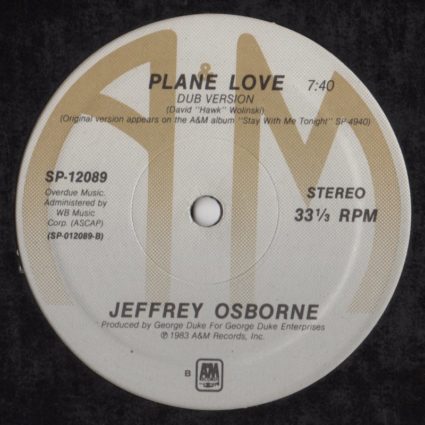 A&M
PLANE LOVE 7:40
DUB VERSION
(David "Hawk" Wolinski)
(Original version appears on the A&M album "Stay With Me Tonight" SP 4940)
SP-12089
Overdue Music.
Administered by
WB Music
Corp. (ASCAP)
(SP-012089-B)
STEREO
33 1/3 RPM
JEFFREY OSBORNE
Produced by George Duke For George Duke Enterprises
℗ 1983 A&M Records, Inc.
B
A&M